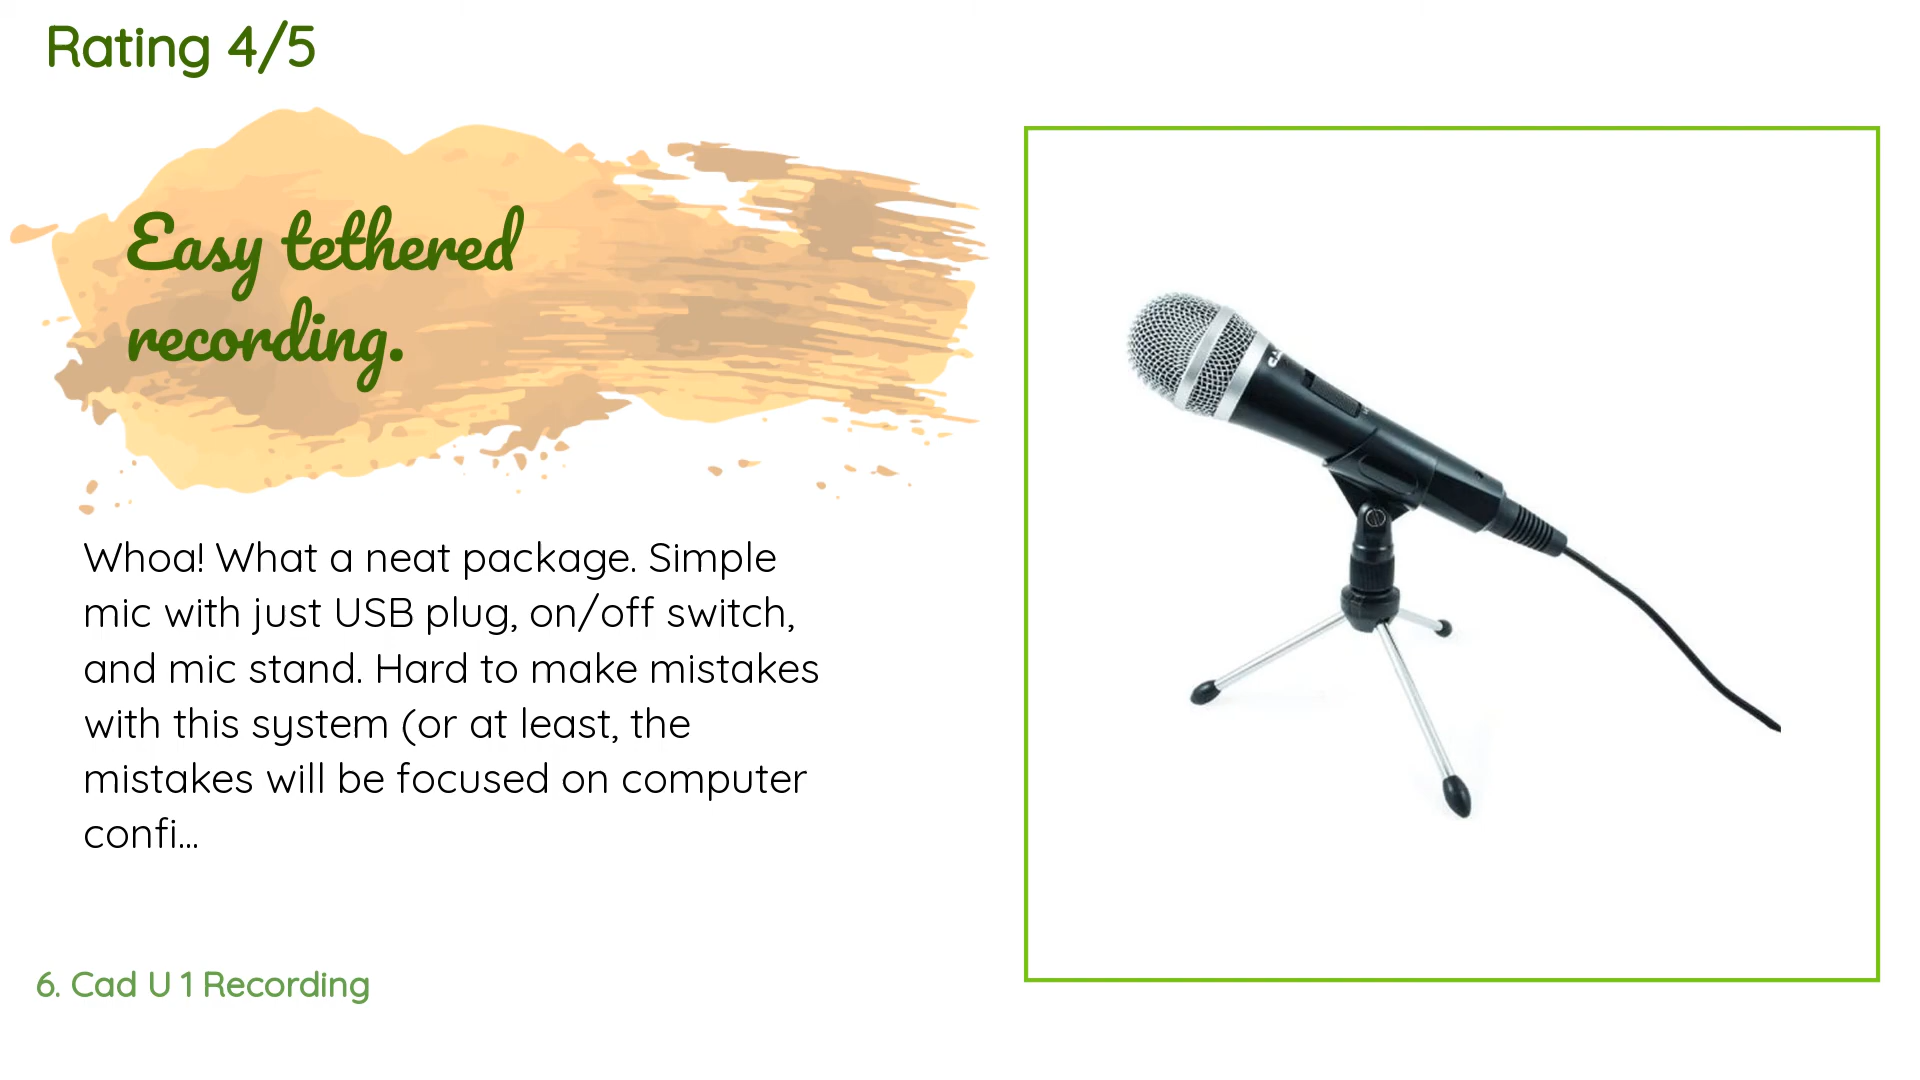 Rating 4/5
Easy tethered
recording.
Whoa! What a neat package. Simple
mic with just USB plug, on/off switch,
and mic stand. Hard to make mistakes
with this system (or at least, the
mistakes will be focused on computer
confi...
6. Cad U 1 Recording